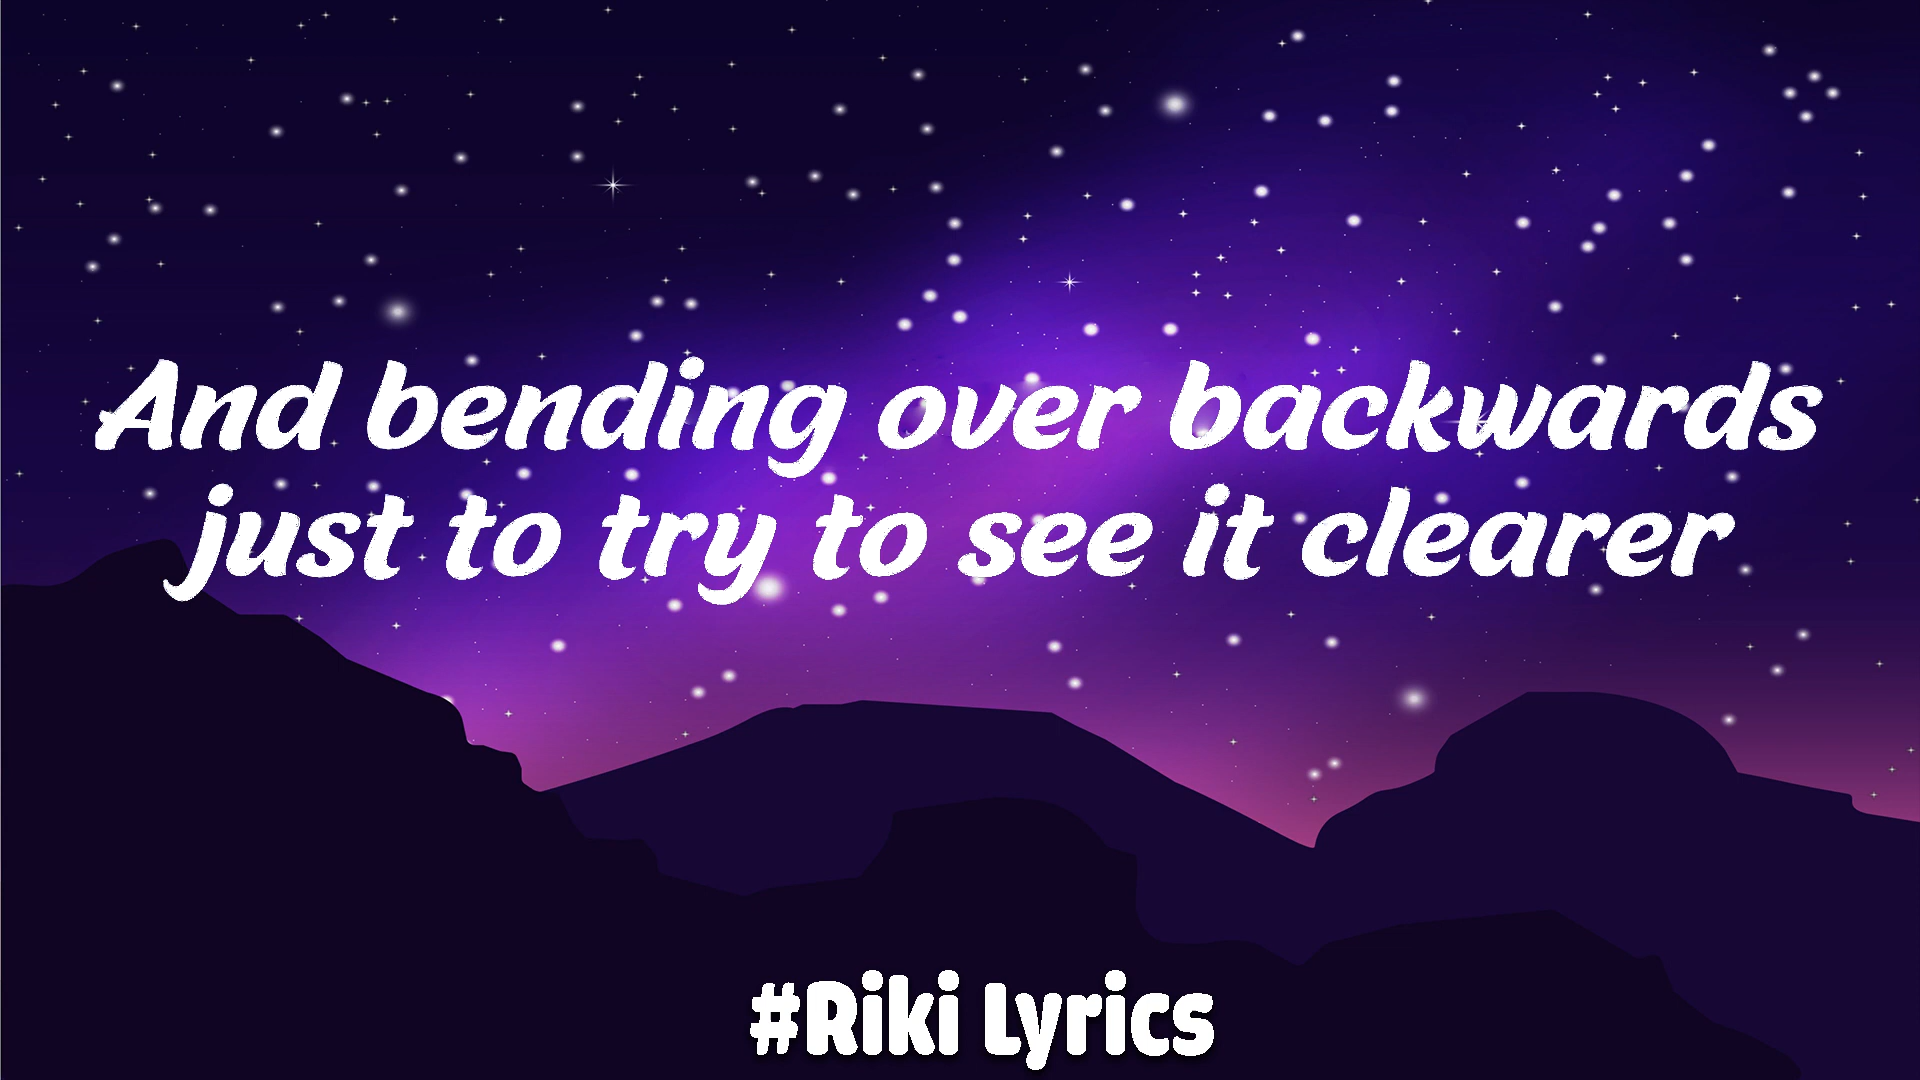 And bending over backwards
just to try to see it clearer
#Riki Lyrics